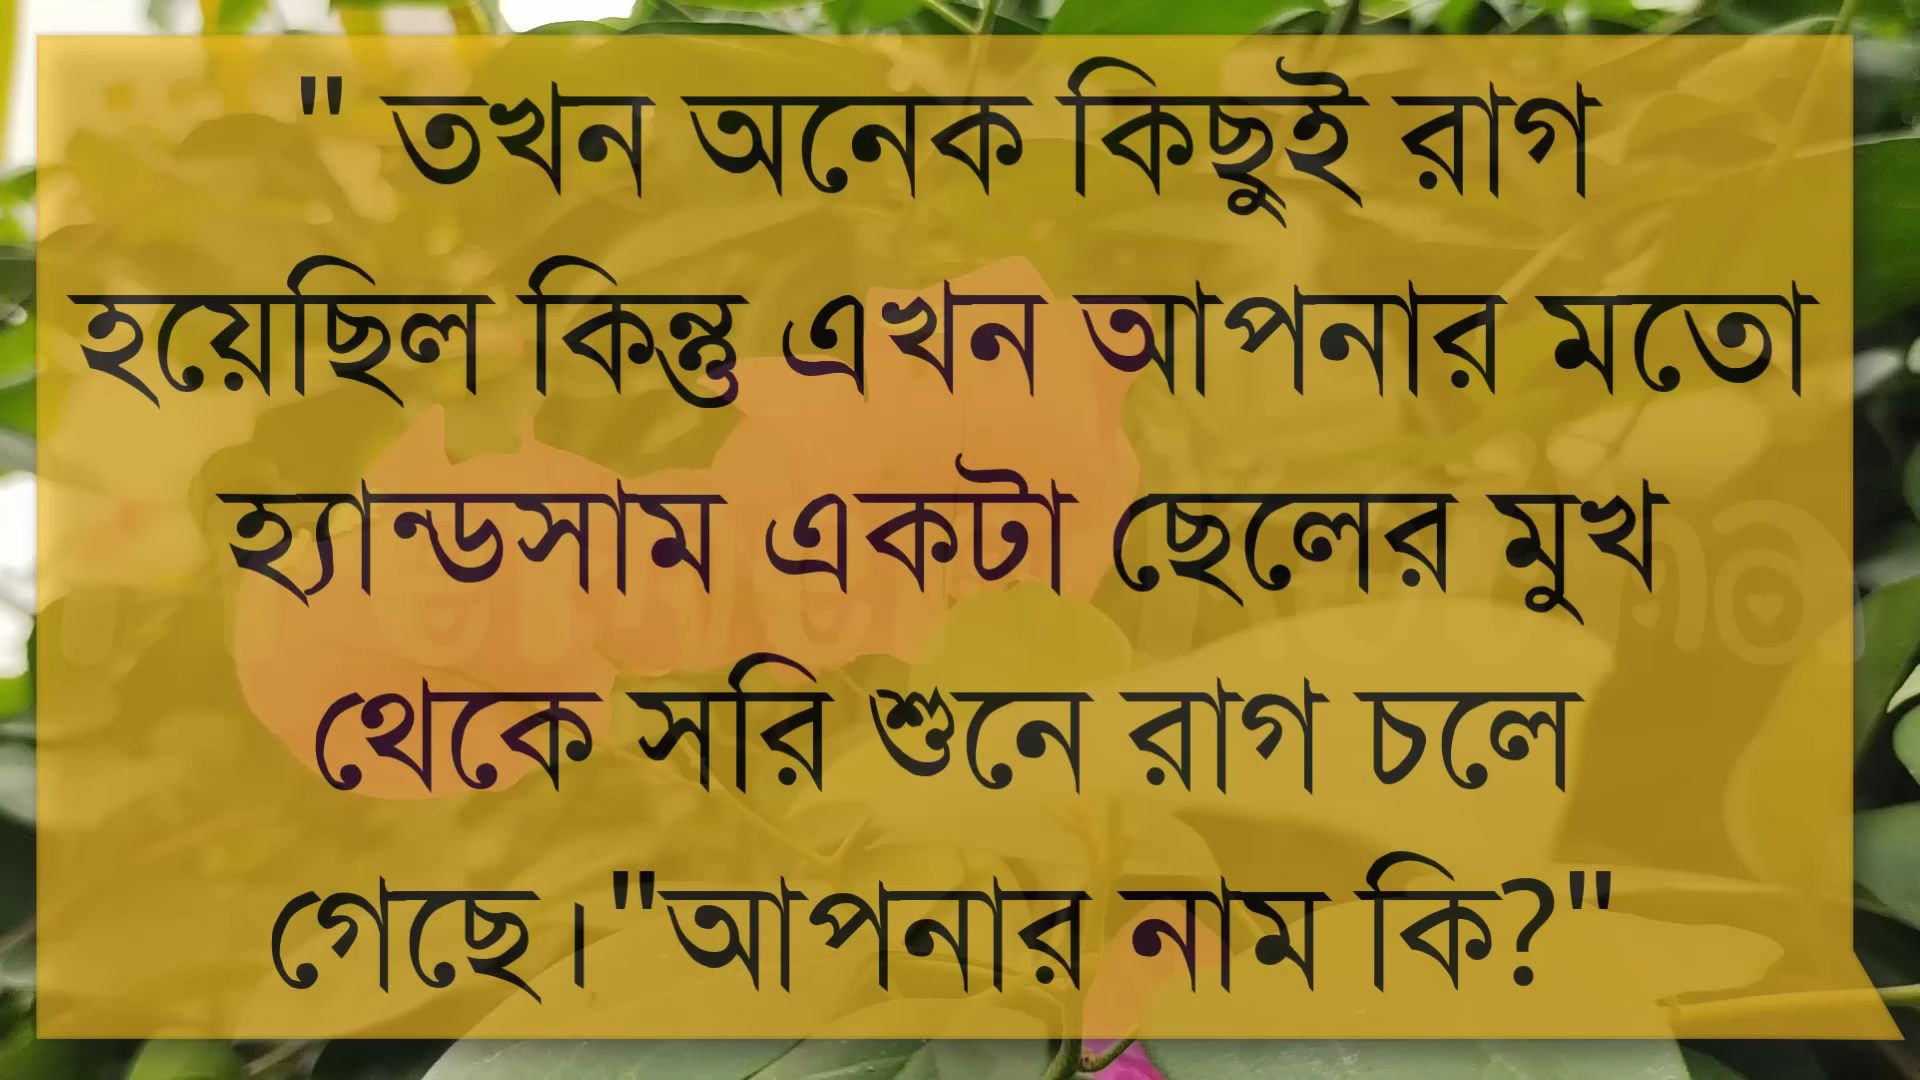 " তখন অনেক কিছুই রাগ
হয়েছিল কিন্তু এখন আপনার মতো
হ্যান্ডসাম একটা ছেলের মুখ
থেকে সরি শুনে রাগ চলে
গেছে।"আপনার নাম কি?"